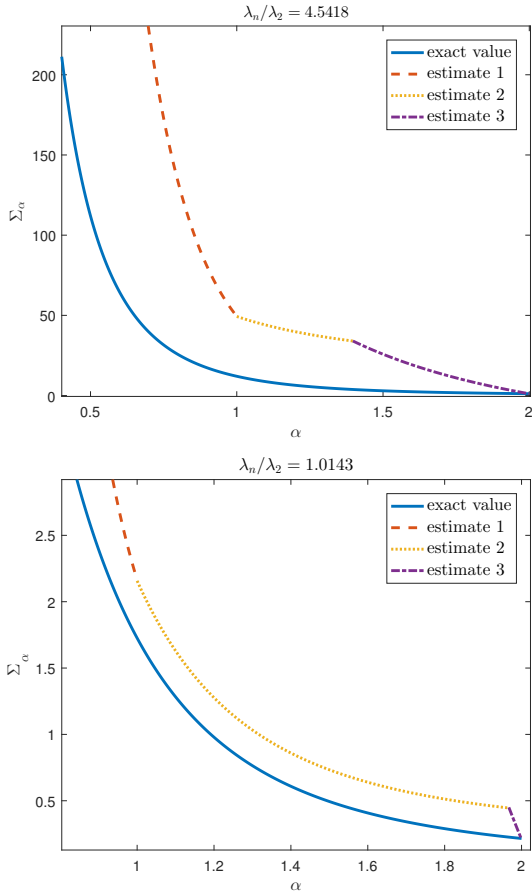 λₙ/λ₂ = 4.5418
exact value
estimate 1
estimate 2
estimate 3
200
150
100
50
0
Σα
0.5 1 1.5 2
α
λₙ/λ₂ = 1.0143
exact value
estimate 1
estimate 2
estimate 3
2.5
2
1.5
1
0.5
Σα
1 1.2 1.4 1.6 1.8 2
α